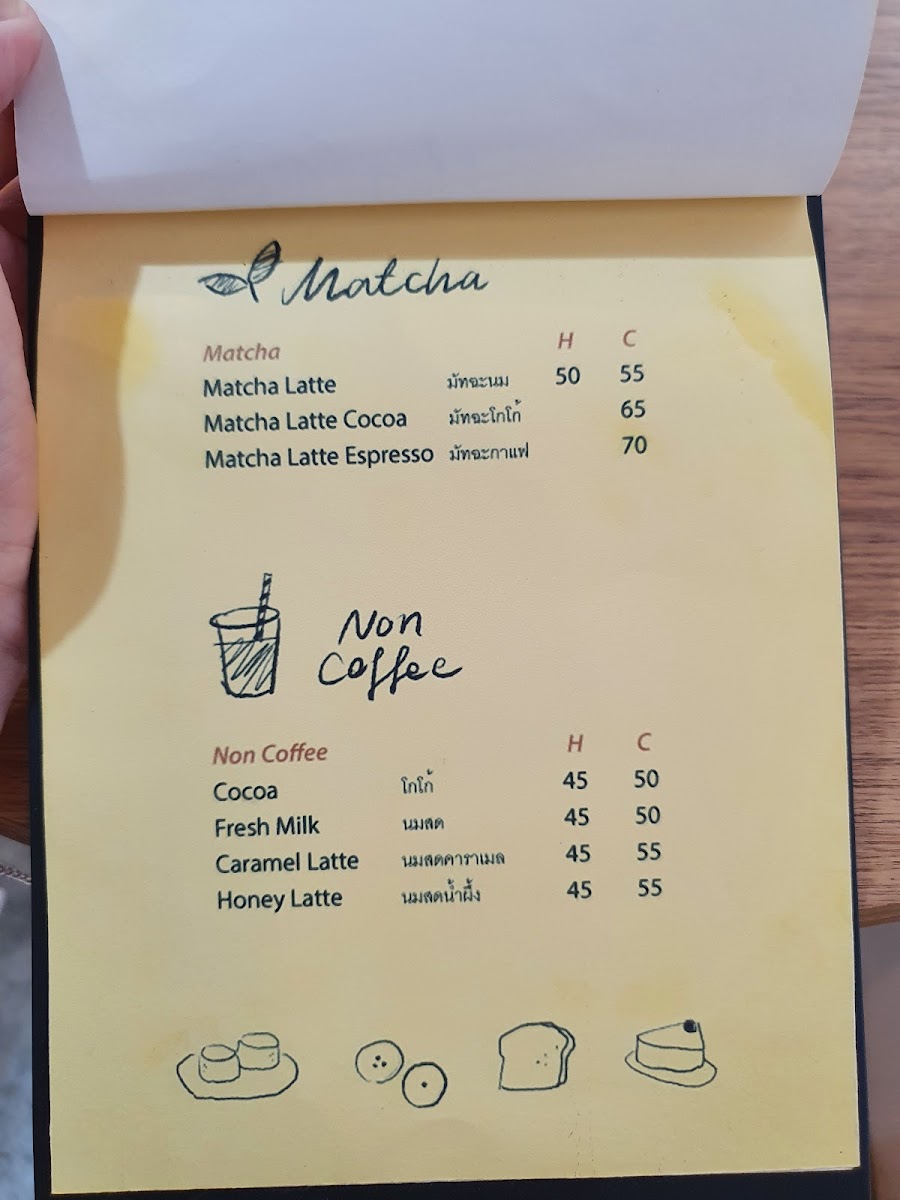 Matcha
Matcha H C
Matcha Latte มัทฉะนม 50 55
Matcha Latte Cocoa มัทฉะโกโก้ 65
Matcha Latte Espresso มัทฉะกาแฟ 70
Non
Coffee
Non Coffee H C
Cocoa โกโก้ 45 50
Fresh Milk นมสด 45 50
Caramel Latte นมสดคาราเมล 45 55
Honey Latte นมสดน้ำผึ้ง 45 55